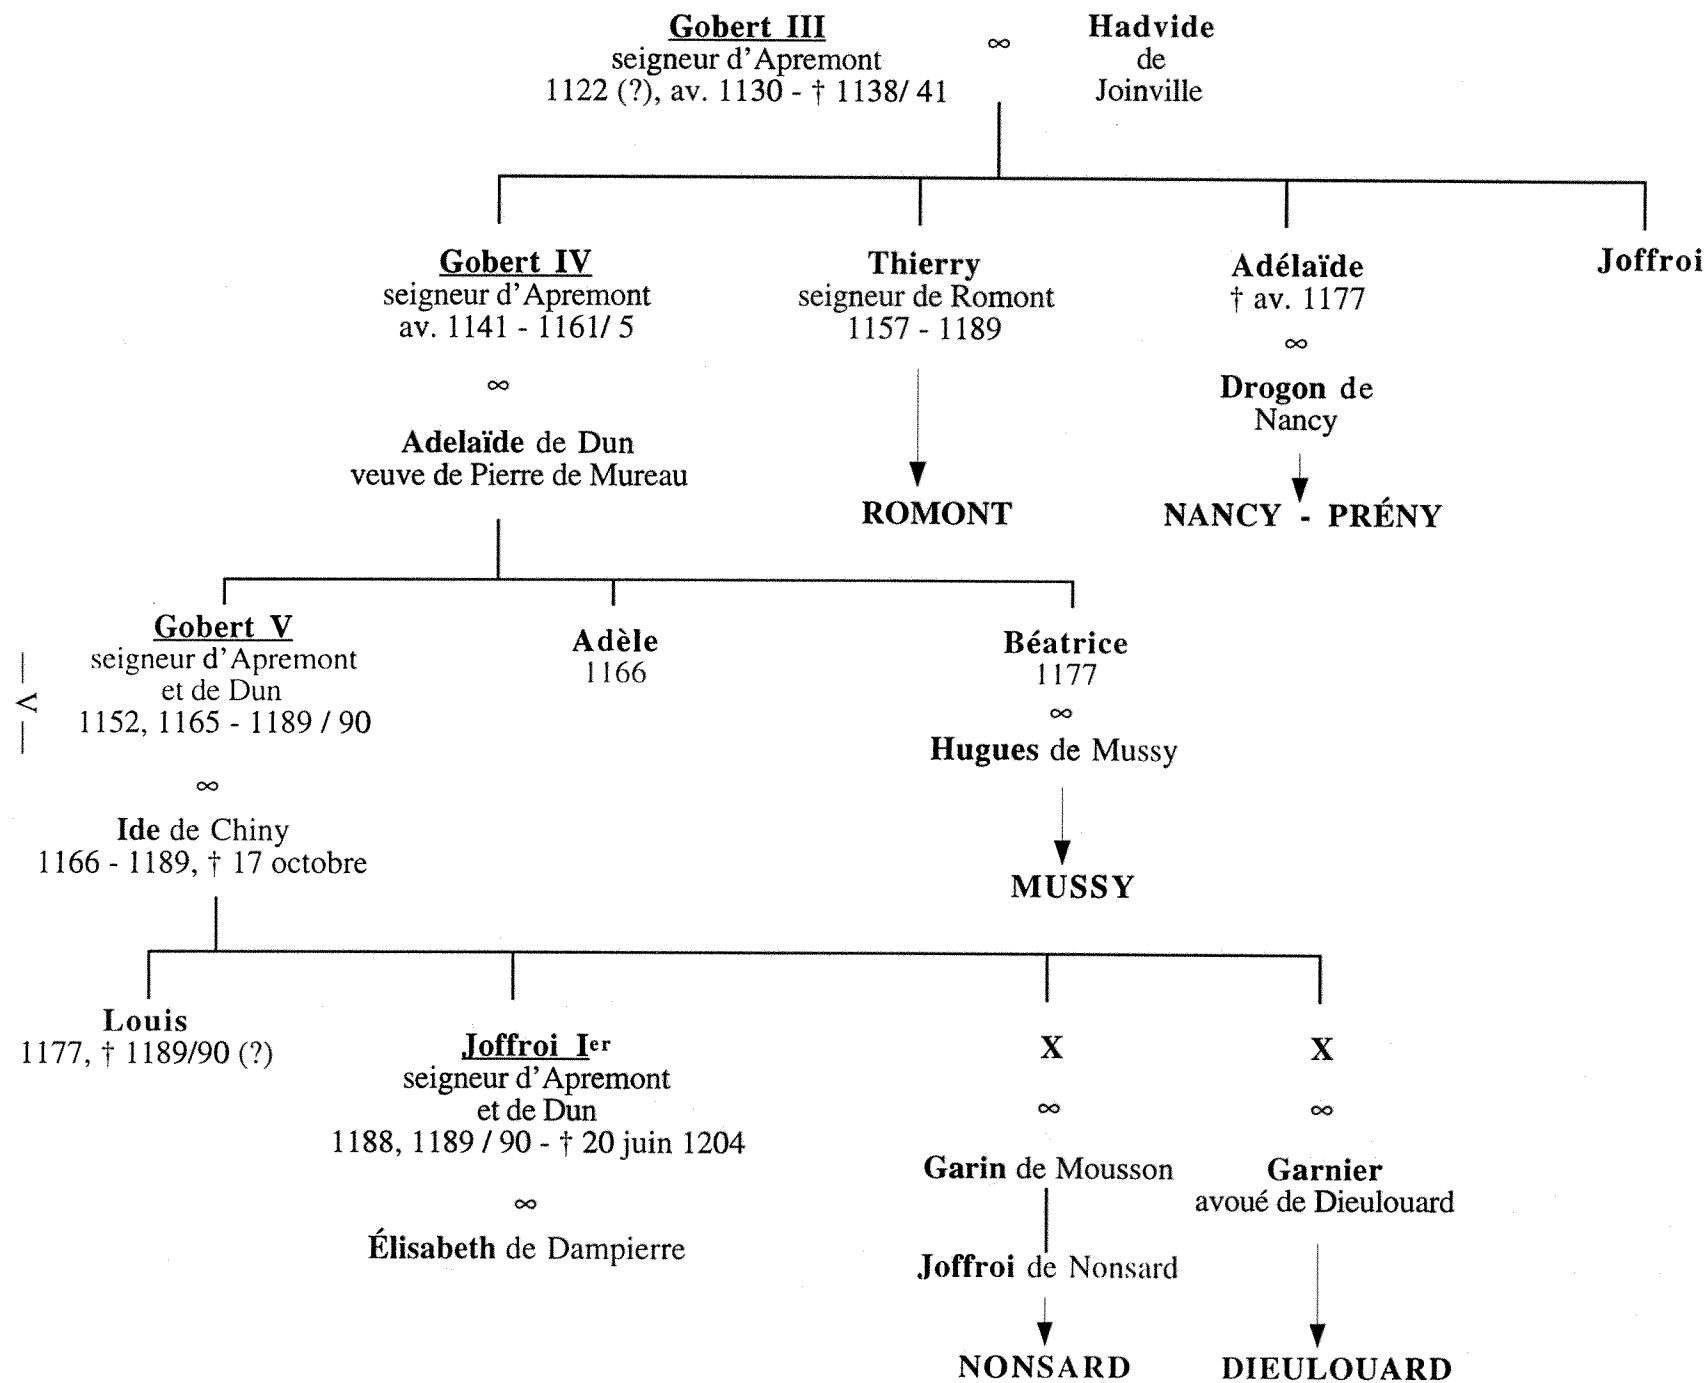 Gobert III
seigneur d'Apremont
1122 (?), av. 1130 - † 1138/ 41
∞
Hadvide
de
Joinville
Gobert IV
seigneur d'Apremont
av. 1141 - 1161/ 5
∞
Adelaïde de Dun
veuve de Pierre de Mureau
Thierry
seigneur de Romont
1157 - 1189
ROMONT
Adélaïde
† av. 1177
∞
Drogon de
Nancy
NANCY - PRÉNY
Joffroi
Gobert V
seigneur d'Apremont
et de Dun
1152, 1165 - 1189 / 90
∞
Ide de Chiny
1166 - 1189, † 17 octobre
Adèle
1166
Béatrice
1177
∞
Hugues de Mussy
MUSSY
— V —
Louis
1177, † 1189/90 (?)
Joffroi Ier
seigneur d'Apremont
et de Dun
1188, 1189 / 90 - † 20 juin 1204
∞
Élisabeth de Dampierre
X
∞
Garin de Mousson
Joffroi de Nonsard
NONSARD
X
∞
Garnier
avoué de Dieulouard
DIEULOUARD